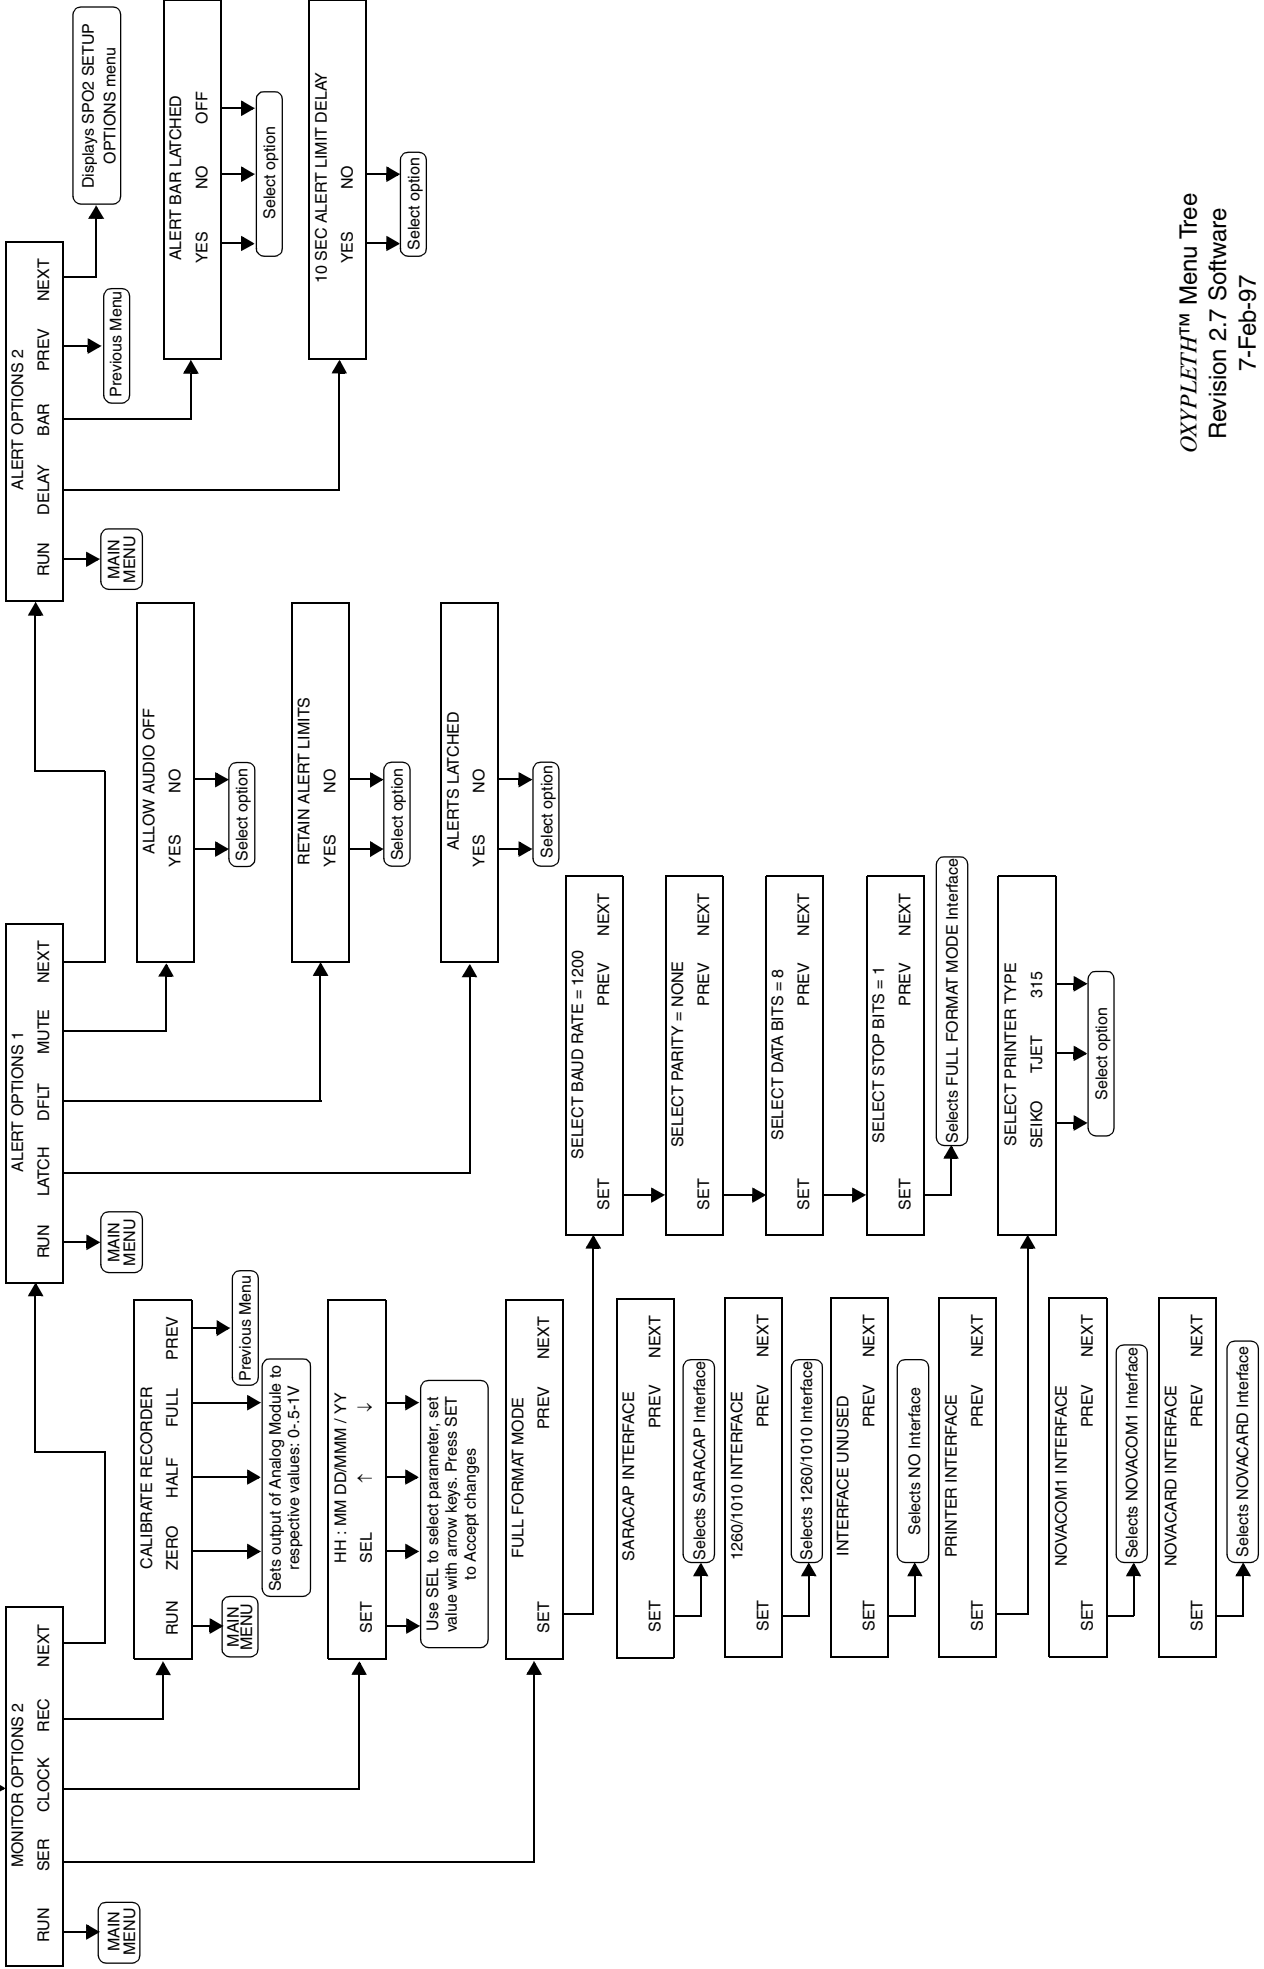 MONITOR OPTIONS 2
RUN SER CLOCK REC NEXT
MAIN
MENU
CALIBRATE RECORDER
RUN ZERO HALF FULL PREV
MAIN
MENU
Previous Menu
Sets output of Analog Module to
respective values: 0-.5-1V
HH : MM DD/MMM / YY
SET SEL ↑ ↓
Use SEL to select parameter, set
value with arrow keys. Press SET
to Accept changes
FULL FORMAT MODE
SET PREV NEXT
SARACAP INTERFACE
SET PREV NEXT
Selects SARACAP Interface
1260/1010 INTERFACE
SET PREV NEXT
Selects 1260/1010 Interface
INTERFACE UNUSED
SET PREV NEXT
Selects NO Interface
PRINTER INTERFACE
SET PREV NEXT
NOVACOM1 INTERFACE
SET PREV NEXT
Selects NOVACOM1 Interface
NOVACARD INTERFACE
SET PREV NEXT
Selects NOVACARD Interface
ALERT OPTIONS 1
RUN LATCH DFLT MUTE NEXT
MAIN
MENU
ALLOW AUDIO OFF
YES NO
Select option
RETAIN ALERT LIMITS
YES NO
Select option
ALERTS LATCHED
YES NO
Select option
SELECT BAUD RATE = 1200
SET PREV NEXT
SELECT PARITY = NONE
SET PREV NEXT
SELECT DATA BITS = 8
SET PREV NEXT
SELECT STOP BITS = 1
SET PREV NEXT
Selects FULL FORMAT MODE Interface
SELECT PRINTER TYPE
SEIKO TJET 315
Select option
ALERT OPTIONS 2
RUN DELAY BAR PREV NEXT
MAIN
MENU
Previous Menu
Displays SPO2 SETUP
OPTIONS menu
ALERT BAR LATCHED
YES NO OFF
Select option
10 SEC ALERT LIMIT DELAY
YES NO
Select option
OXYPLETH™ Menu Tree
Revision 2.7 Software
7-Feb-97